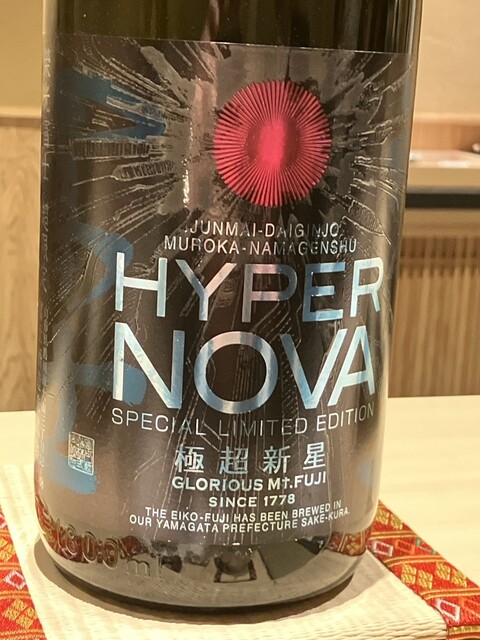 JUNMAI-DAIGINJO
MUROKA-NAMAGENSHU
HYPER
NOVA
SPECIAL LIMITED EDITION
極超新星
GLORIOUS Mt.FUJI
SINCE 1778
THE EIKO-FUJI HAS BEEN BREWED IN
OUR YAMAGATA PREFECTURE SAKE-KURA.